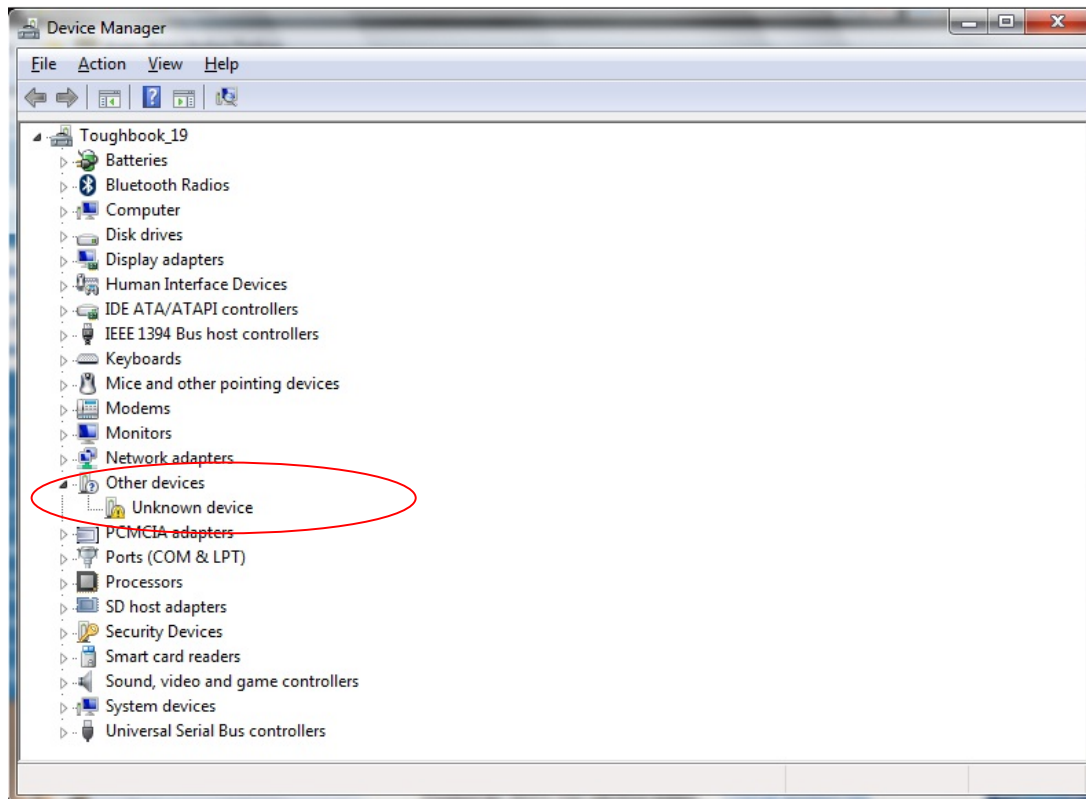 Device Manager
File Action View Help
Toughbook_19
Batteries
Bluetooth Radios
Computer
Disk drives
Display adapters
Human Interface Devices
IDE ATA/ATAPI controllers
IEEE 1394 Bus host controllers
Keyboards
Mice and other pointing devices
Modems
Monitors
Network adapters
Other devices
Unknown device
PCMCIA adapters
Ports (COM & LPT)
Processors
SD host adapters
Security Devices
Smart card readers
Sound, video and game controllers
System devices
Universal Serial Bus controllers